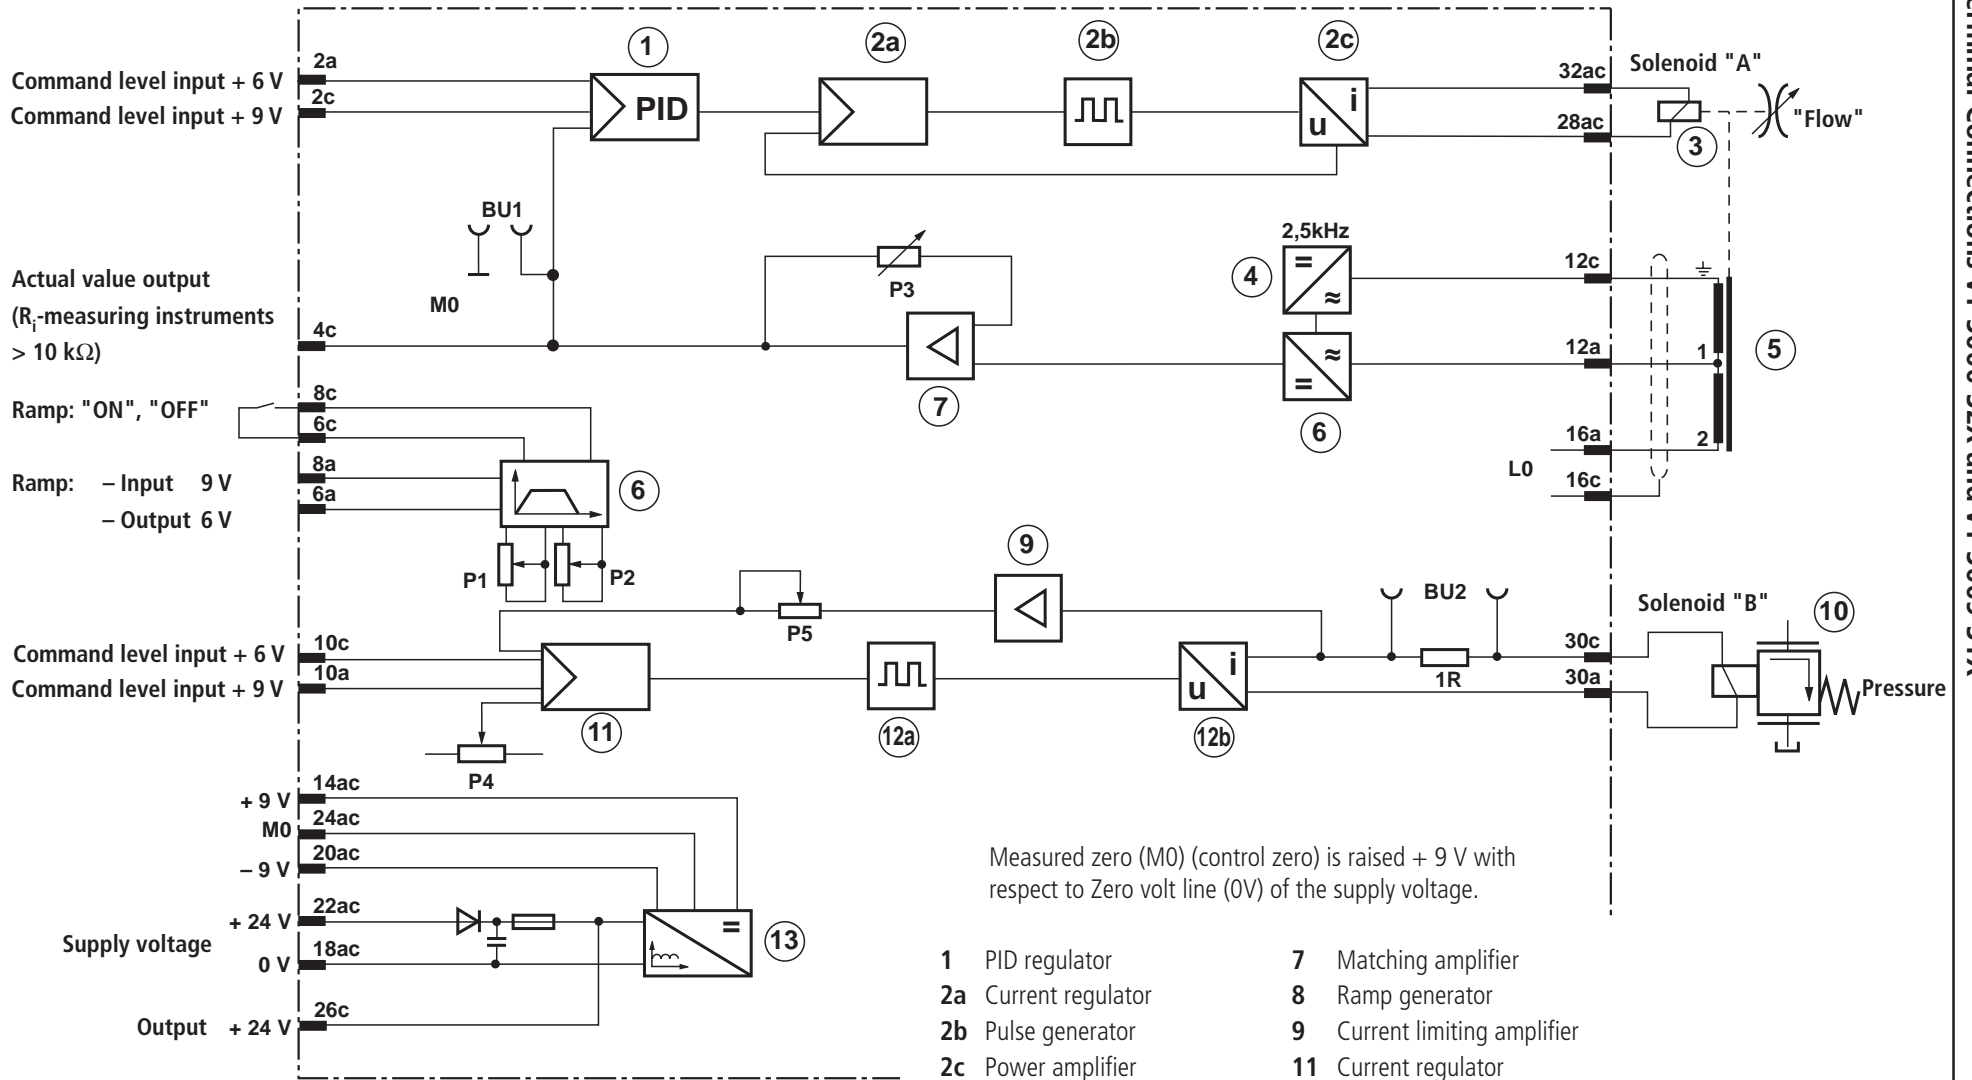 1
2a
2b
2c
2a
Command level input + 6 V
2c
Command level input + 9 V
PID
i
u
32ac
28ac
Solenoid "A"
"Flow"
3
BU1
M0
P3
2,5kHz
=
≈
4
12c
Actual value output
(Ri-measuring instruments
> 10 kΩ)
4c
7
≈
=
6
12a
1
5
16a
2
L0
16c
Ramp: "ON", "OFF"
8c
6c
Ramp: – Input 9 V
– Output 6 V
8a
6a
6
P1
P2
9
P5
BU2
Solenoid "B"
10
Command level input + 6 V
10c
Command level input + 9 V
10a
i
u
1R
30c
30a
Pressure
11
12a
12b
P4
+ 9 V
14ac
M0
24ac
– 9 V
20ac
Supply voltage
+ 24 V
22ac
0 V
18ac
=
13
Output + 24 V
26c
Measured zero (M0) (control zero) is raised + 9 V with
respect to Zero volt line (0V) of the supply voltage.
1 PID regulator
2a Current regulator
2b Pulse generator
2c Power amplifier
7 Matching amplifier
8 Ramp generator
9 Current limiting amplifier
11 Current regulator